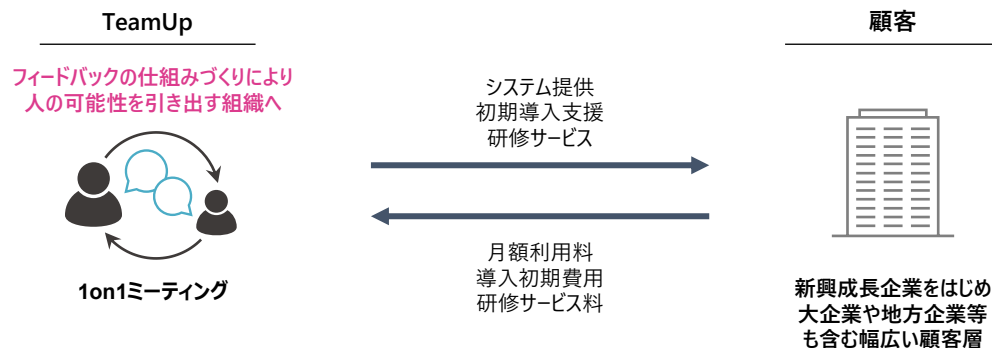 TeamUp
フィードバックの仕組みづくりにより
人の可能性を引き出す組織へ
1on1ミーティング
システム提供
初期導入支援
研修サービス
月額利用料
導入初期費用
研修サービス料
顧客
新興成長企業をはじめ
大企業や地方企業等
も含む幅広い顧客層